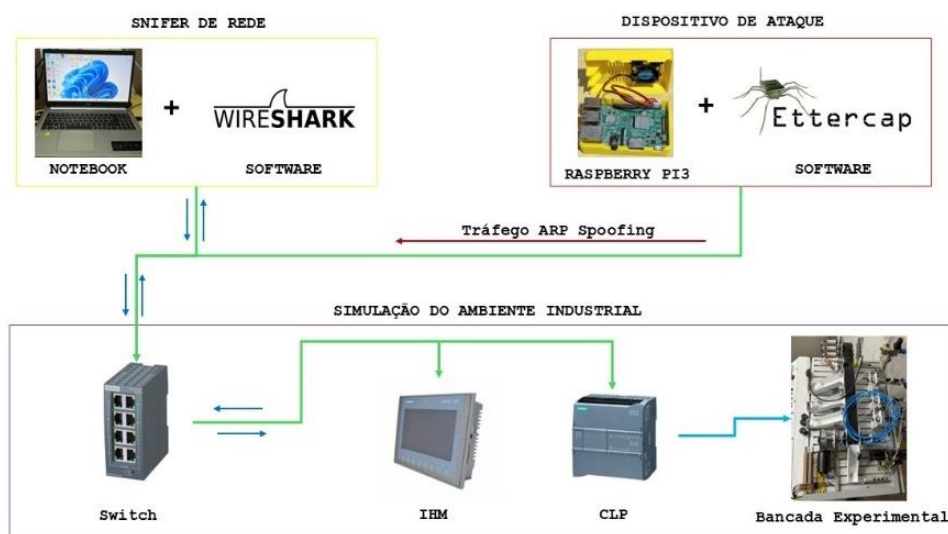 SNIFER DE REDE
DISPOSITIVO DE ATAQUE
+
WIRESHARK
NOTEBOOK
SOFTWARE
+
Ettercap
RASPBERRY PI3
SOFTWARE
Tráfego ARP Spoofing
SIMULAÇÃO DO AMBIENTE INDUSTRIAL
Switch
IHM
CLP
Bancada Experimental